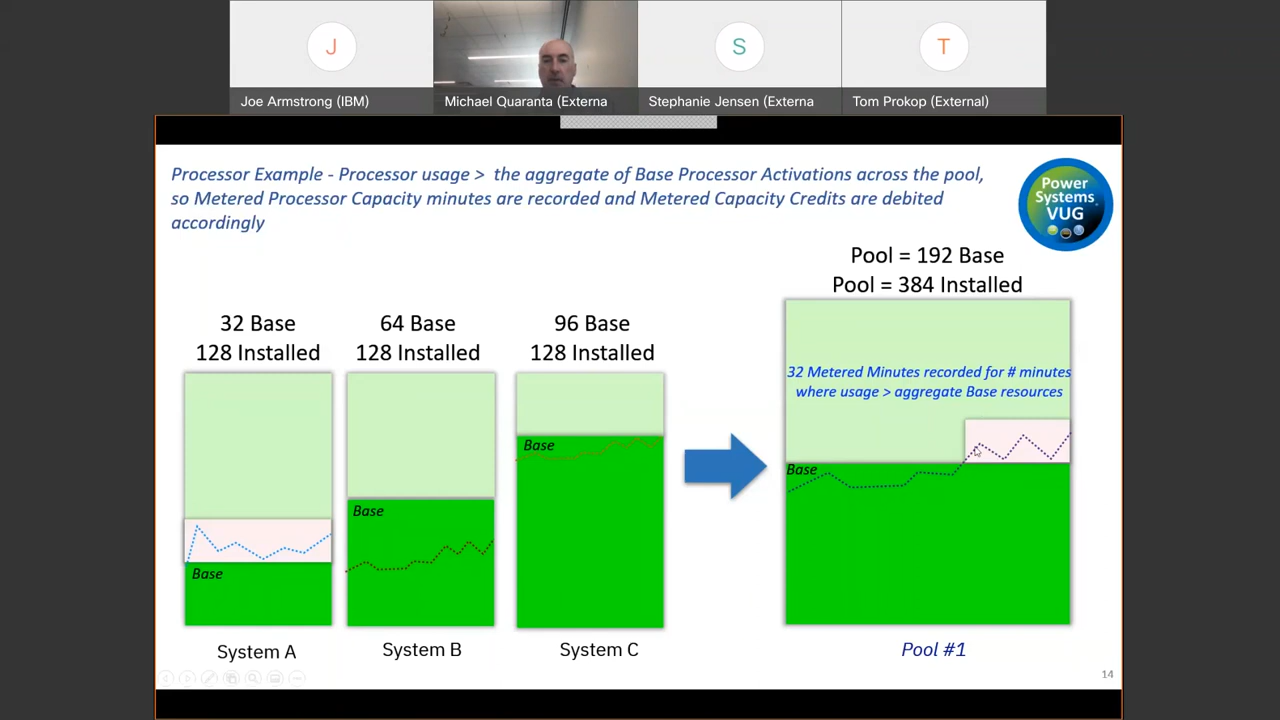 J
S
T
Joe Armstrong (IBM)
Michael Quaranta (Externa
Stephanie Jensen (Externa
Tom Prokop (External)
Processor Example - Processor usage > the aggregate of Base Processor Activations across the pool,
so Metered Processor Capacity minutes are recorded and Metered Capacity Credits are debited
accordingly
Power
Systems
VUG
Pool = 192 Base
Pool = 384 Installed
32 Base
128 Installed
64 Base
128 Installed
96 Base
128 Installed
32 Metered Minutes recorded for # minutes
where usage > aggregate Base resources
Base
Base
Base
Base
System A
System B
System C
Pool #1
14